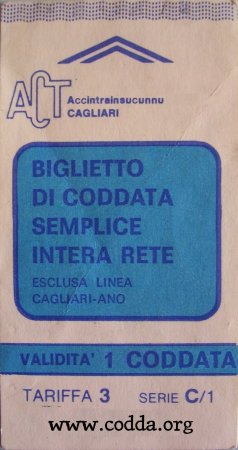 ACT Accintrainsucunnu
CAGLIARI
BIGLIETTO
DI CODDATA
SEMPLICE
INTERA RETE
ESCLUSA LINEA
CAGLIARI-ANO
VALIDITA' 1 CODDATA
TARIFFA 3 SERIE C/1
www.codda.org